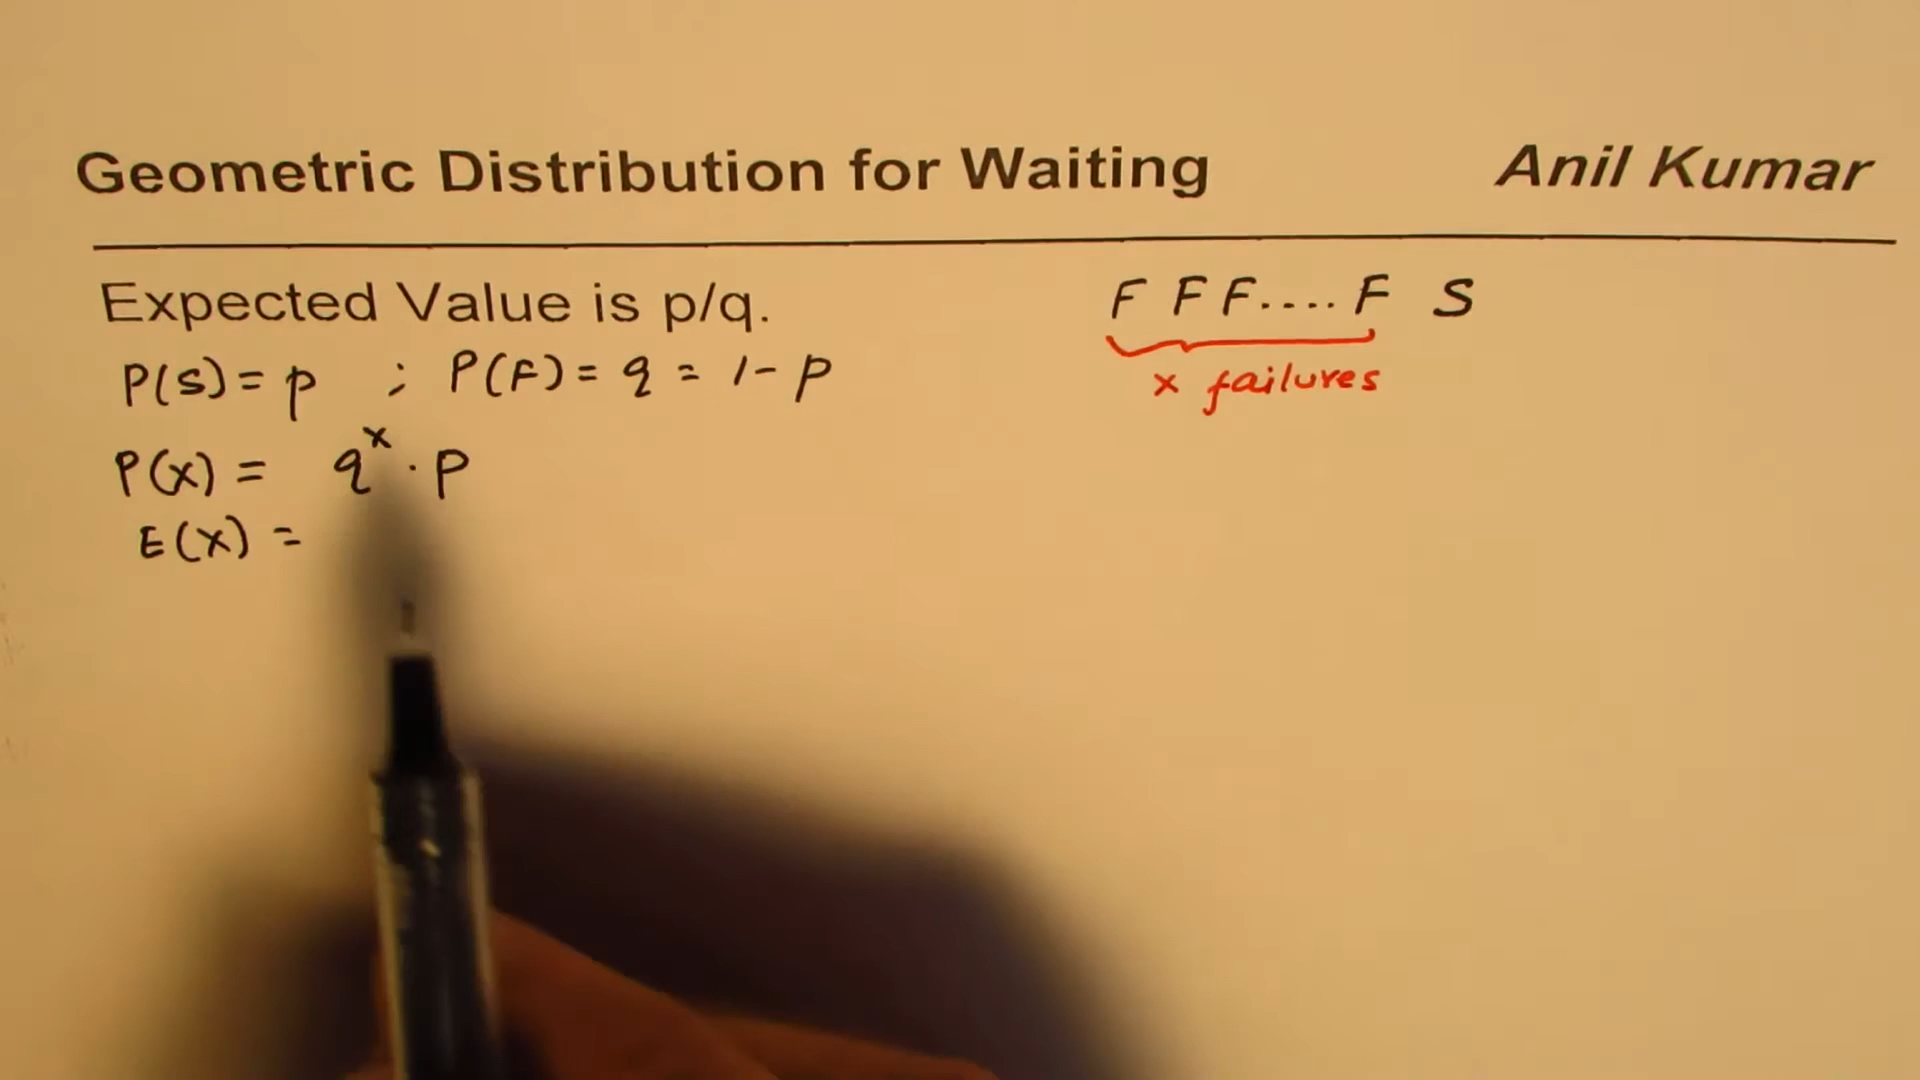 Geometric Distribution for Waiting Anil Kumar
Expected Value is p/q.
F F F.... F S
x failures
P(S) = p ; P(F) = q = 1 - p
P(x) = q^x . p
E(x) =